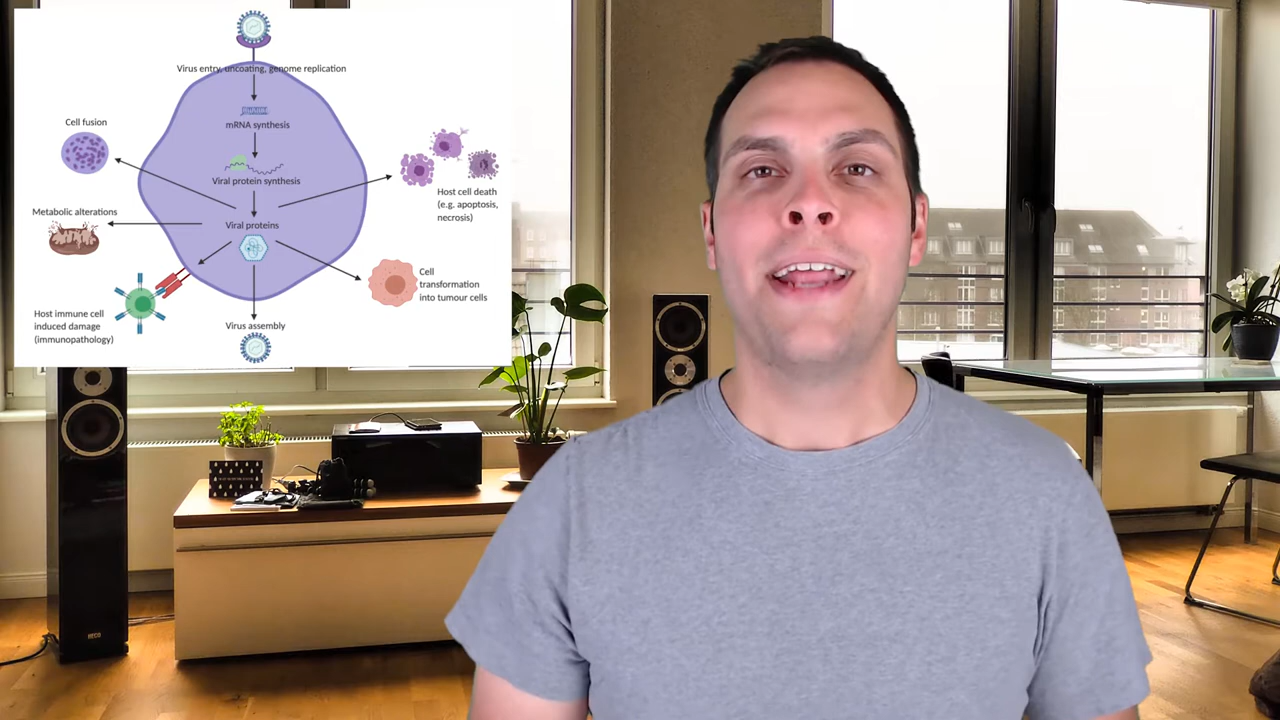 Virus entry, uncoating, genome replication
mRNA synthesis
Cell fusion
Viral protein synthesis
Host cell death
(e.g. apoptosis,
necrosis)
Metabolic alterations
Viral proteins
Cell
transformation
into tumour cells
Host immune cell
induced damage
(immunopathology)
Virus assembly